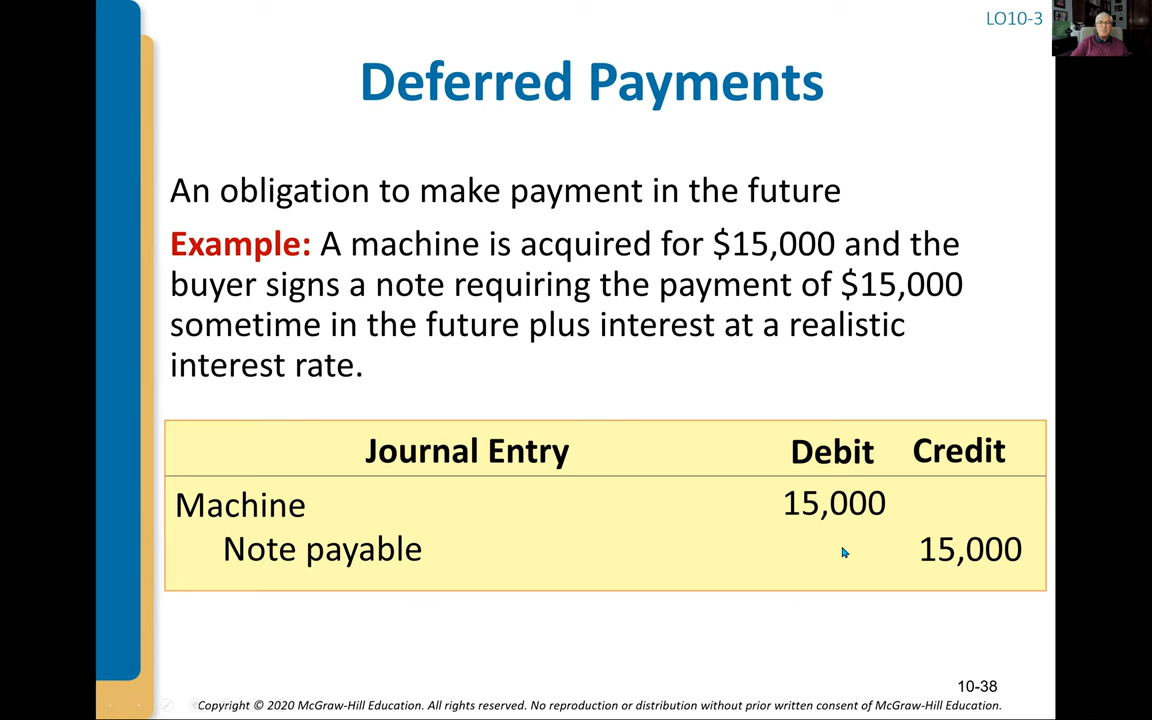 LO10-3
Deferred Payments
An obligation to make payment in the future
Example: A machine is acquired for $15,000 and the
buyer signs a note requiring the payment of $15,000
sometime in the future plus interest at a realistic
interest rate.
Journal Entry Debit Credit
Machine 15,000
Note payable 15,000
10-38
Copyright © 2020 McGraw-Hill Education. All rights reserved. No reproduction or distribution without prior written consent of McGraw-Hill Education.